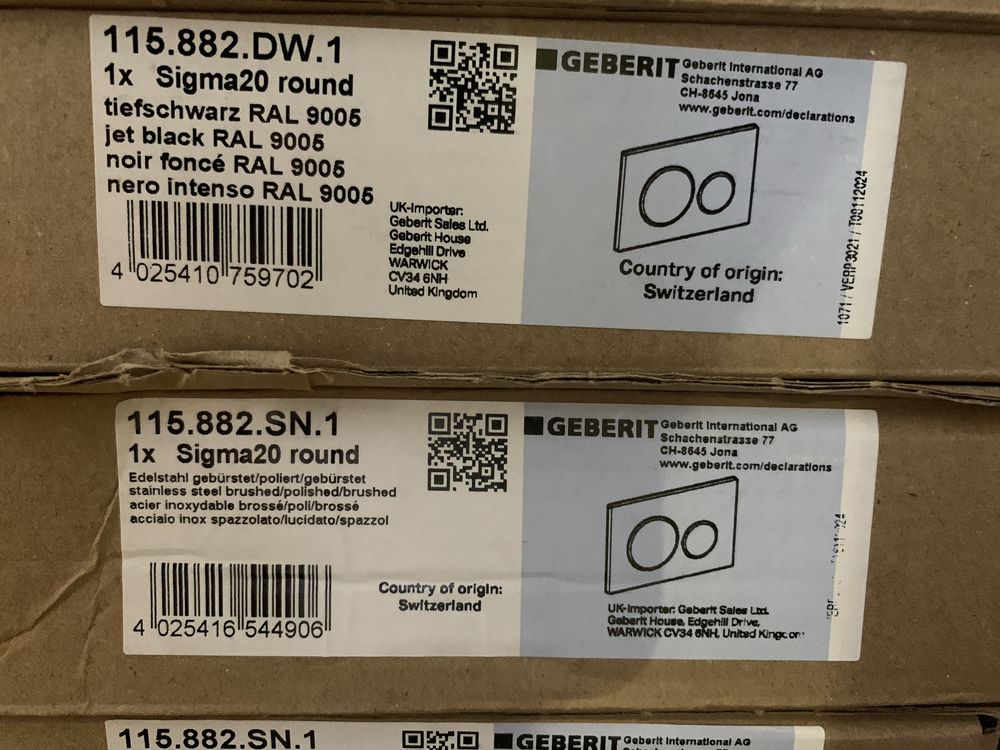 115.882.DW.1
1x Sigma20 round
tiefschwarz RAL 9005
jet black RAL 9005
noir foncé RAL 9005
nero intenso RAL 9005
4 025410 759702
UK-Importer:
Geberit Sales Ltd.
Geberit House
Edgehill Drive
WARWICK
CV34 6NH
United Kingdom
GEBERIT
Geberit International AG
Schachenstrasse 77
CH-8645 Jona
www.geberit.com/declarations
Country of origin:
Switzerland
1071 / VERP3021 / T00112024
115.882.SN.1
1x Sigma20 round
Edelstahl gebürstet/poliert/gebürstet
stainless steel brushed/polished/brushed
acier inoxydable brossé/poli/brossé
acciaio inox spazzolato/lucidato/spazzol
4 025416 544906
Country of origin:
Switzerland
GEBERIT
Geberit International AG
Schachenstrasse 77
CH-8645 Jona
www.geberit.com/declarations
UK-Importer: Geberit Sales Ltd.
Geberit House, Edgehill Drive,
WARWICK CV34 6NH, United Kingdom
115.882.SN.1
GEBERIT
Geberit International AG